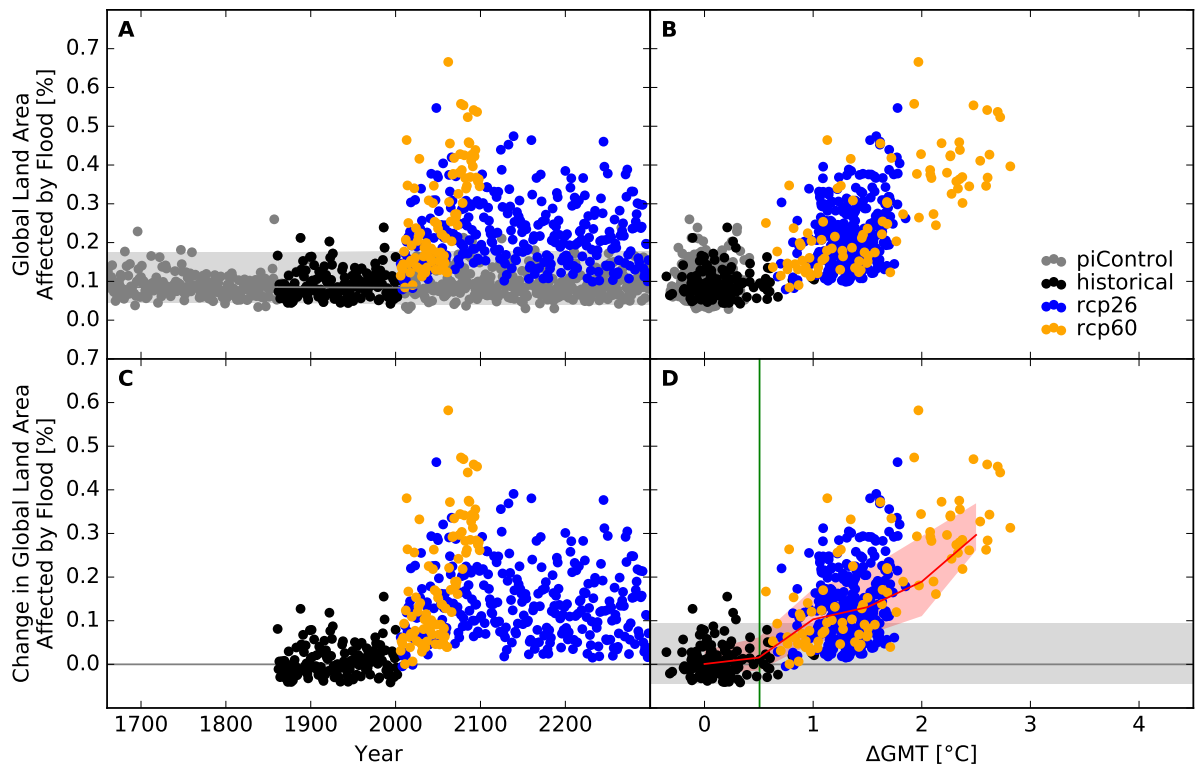 A
B
Global Land Area
Affected by Flood [%]
0.7
0.6
0.5
0.4
0.3
0.2
0.1
0.0
piControl
historical
rcp26
rcp60
C
D
Change in Global Land Area
Affected by Flood [%]
0.7
0.6
0.5
0.4
0.3
0.2
0.1
0.0
1700 1800 1900 2000 2100 2200
0 1 2 3 4
Year
ΔGMT [°C]